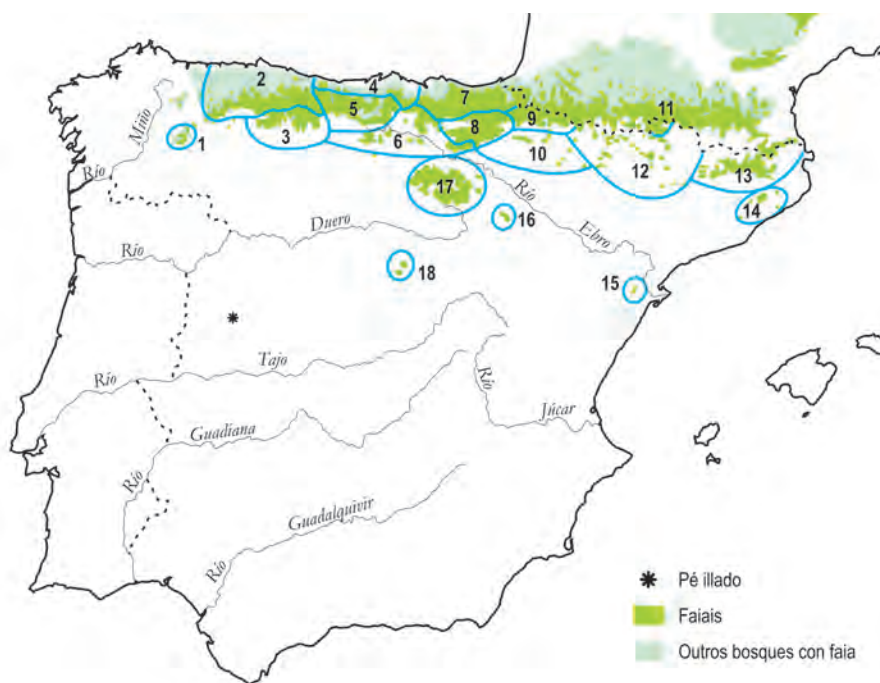 2
4
7
1
Miño
5
3
8
9
11
6
10
12
13
Río
17
14
16
Río
Duero
Ebro
Río
18
15
Tajo
Río
Río
Júcar
Guadiana
Río
Guadalquivir
Río
Pé illado
Faiais
Outros bosques con faia